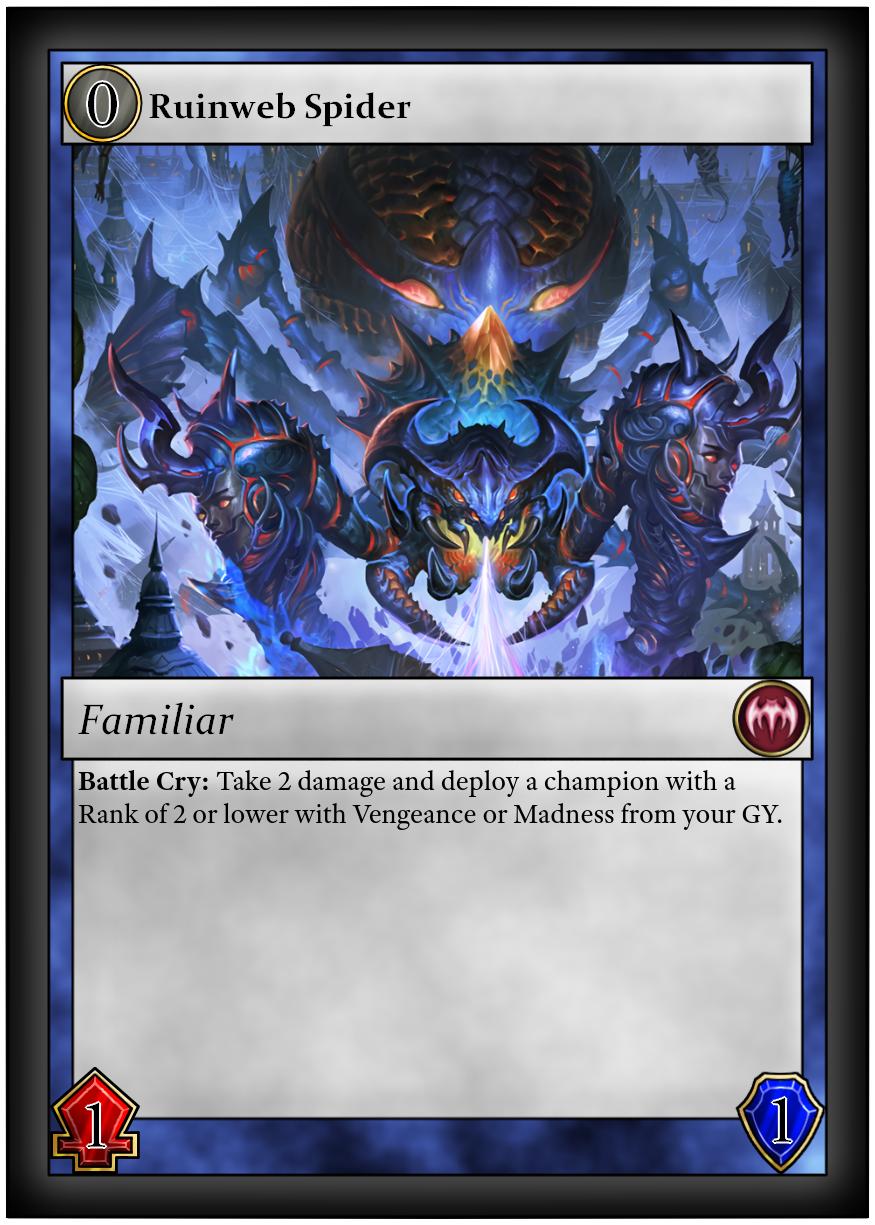 0
Ruinweb Spider
Familiar
Battle Cry: Take 2 damage and deploy a champion with a
Rank of 2 or lower with Vengeance or Madness from your GY.
1
1